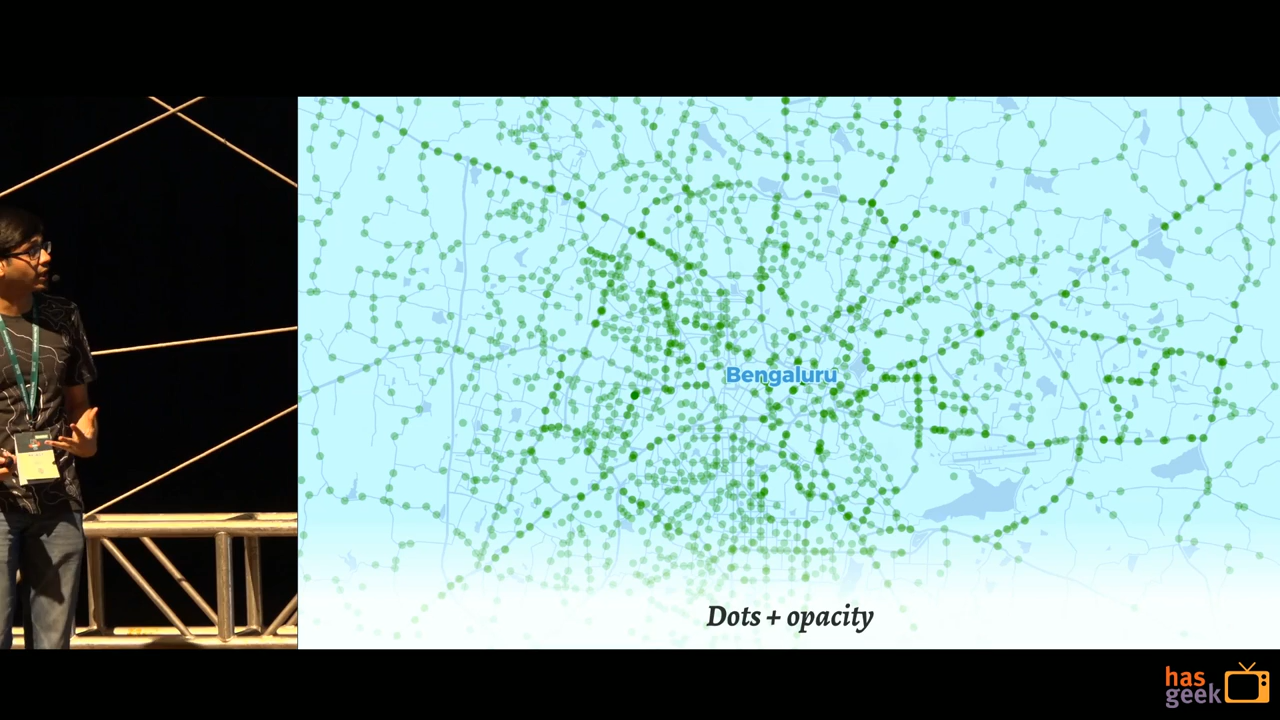 Bengaluru
Dots + opacity
has
geek